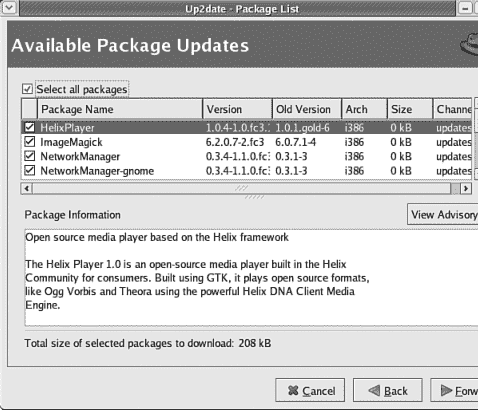 Up2date - Package List
Available Package Updates
Select all packages
Package Name Version Old Version Arch Size Channe
HelixPlayer 1.0.4-1.0.fc3. 1.0.1.gold-6 i386 0 kB updates
ImageMagick 6.2.0.7-2.fc3 6.0.7.1-4 i386 0 kB updates
NetworkManager 0.3.4-1.1.0.fc: 0.3.1-3 i386 0 kB updates
NetworkManager-gnome 0.3.4-1.1.0.fc: 0.3.1-3 i386 0 kB updates
Package Information
View Advisory
Open source media player based on the Helix framework
The Helix Player 1.0 is an open-source media player built in the Helix
Community for consumers. Built using GTK, it plays open source formats,
like Ogg Vorbis and Theora using the powerful Helix DNA Client Media
Engine.
Total size of selected packages to download: 208 kB
Cancel
Back
Forw